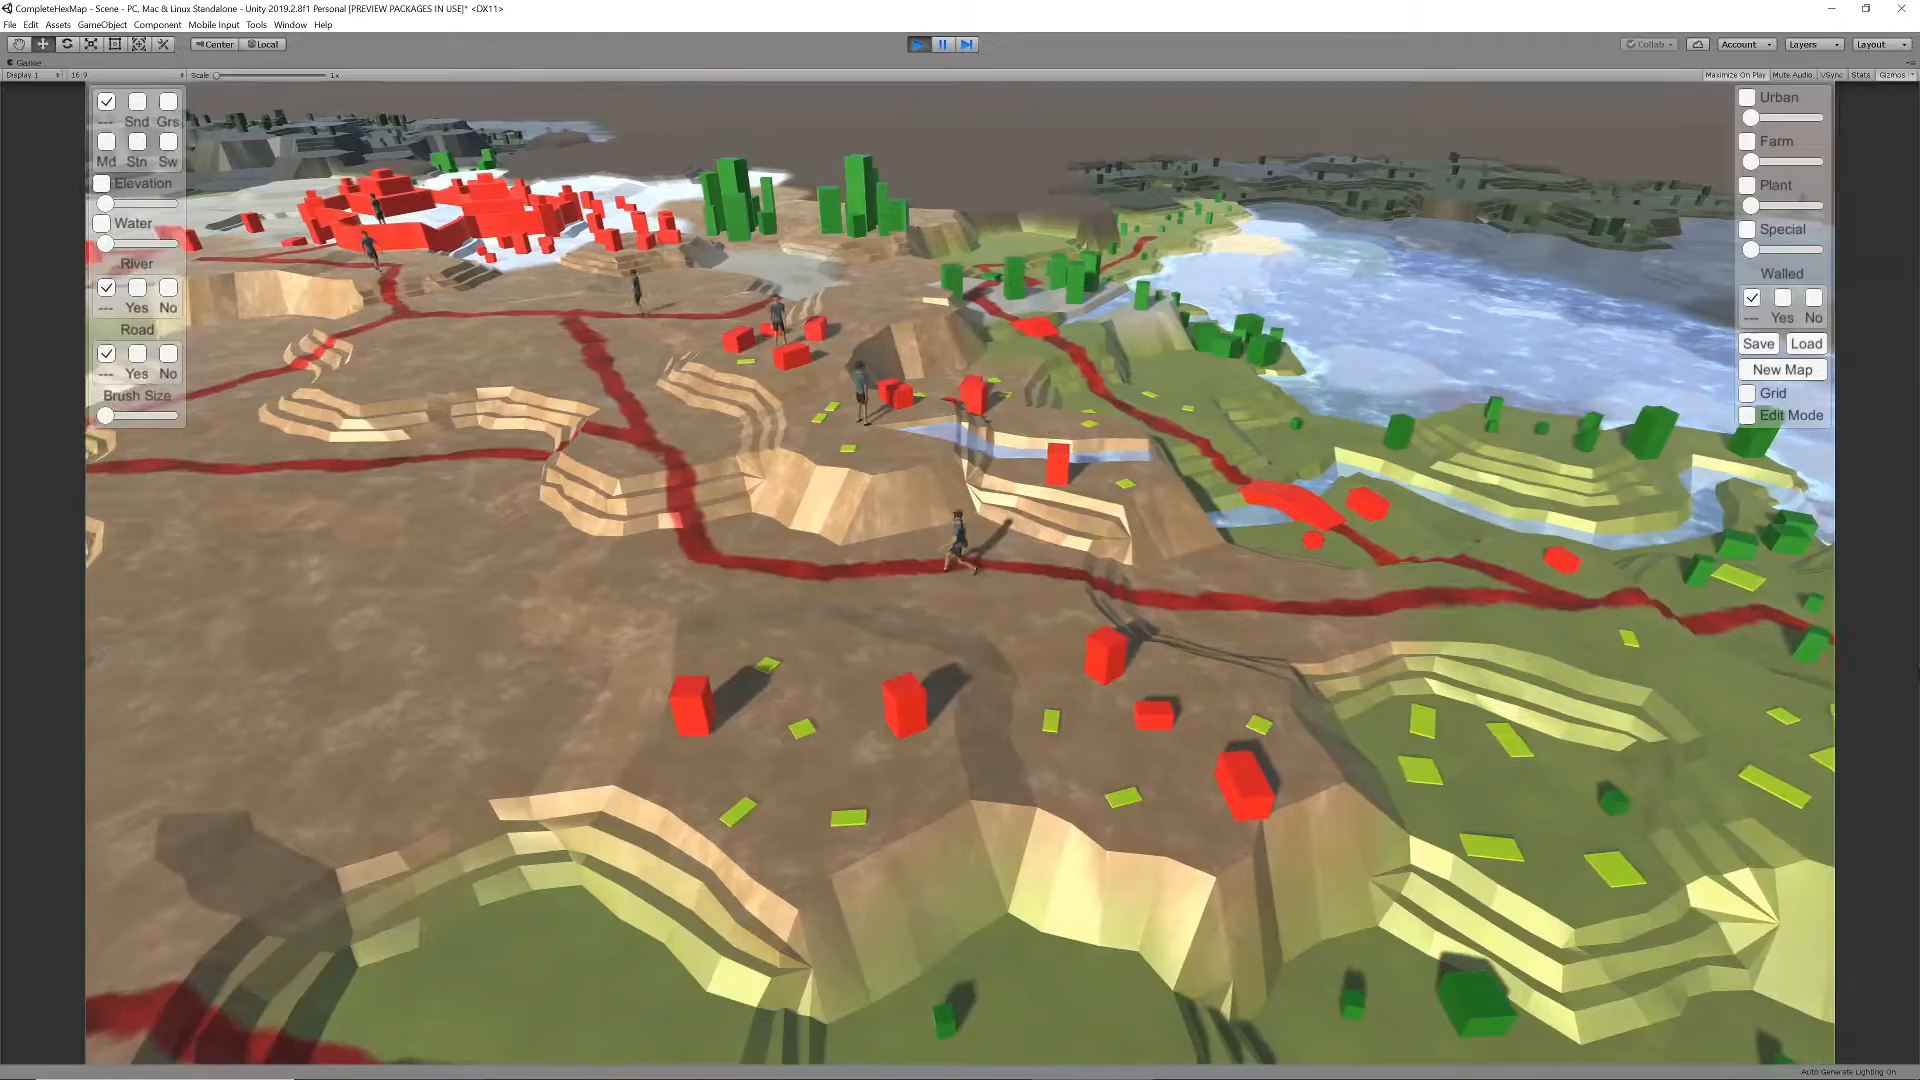 CompleteHexMap - Scene - PC, Mac & Linux Standalone - Unity 2019.2.8f1 Personal [PREVIEW PACKAGES IN USE]* <DX11>
File Edit Assets GameObject Component Mobile Input Tools Window Help
Center Local
Collab Account Layers Layout
Game
Display 1 16:9 Scale 1x Maximize On Play Mute Audio VSync Stats Gizmos
--- Snd Grs
Md Stn Sw
Elevation
Water
River
--- Yes No
Road
--- Yes No
Brush Size
Urban
Farm
Plant
Special
Walled
--- Yes No
Save Load
New Map
Grid
Edit Mode
Auto Generate Lighting On